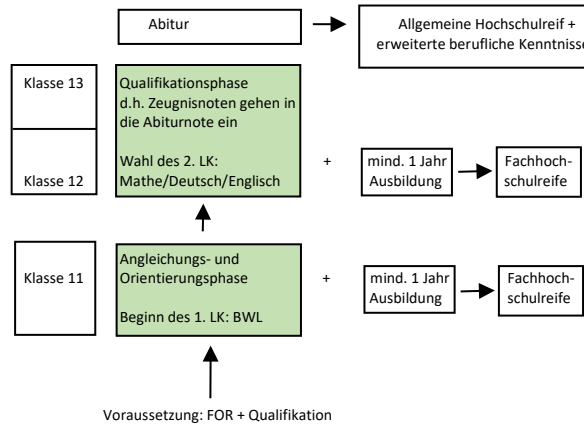 Abitur
Allgemeine Hochschulreif +
erweiterte berufliche Kenntnisse
Klasse 13
Qualifikationsphase
d.h. Zeugnisnoten gehen in
die Abiturnote ein
Wahl des 2. LK:
Mathe/Deutsch/Englisch
Klasse 12
+
mind. 1 Jahr
Ausbildung
Fachhoch-
schulreife
Klasse 11
Angleichungs- und
Orientierungsphase
Beginn des 1. LK: BWL
+
mind. 1 Jahr
Ausbildung
Fachhoch-
schulreife
Voraussetzung: FOR + Qualifikation